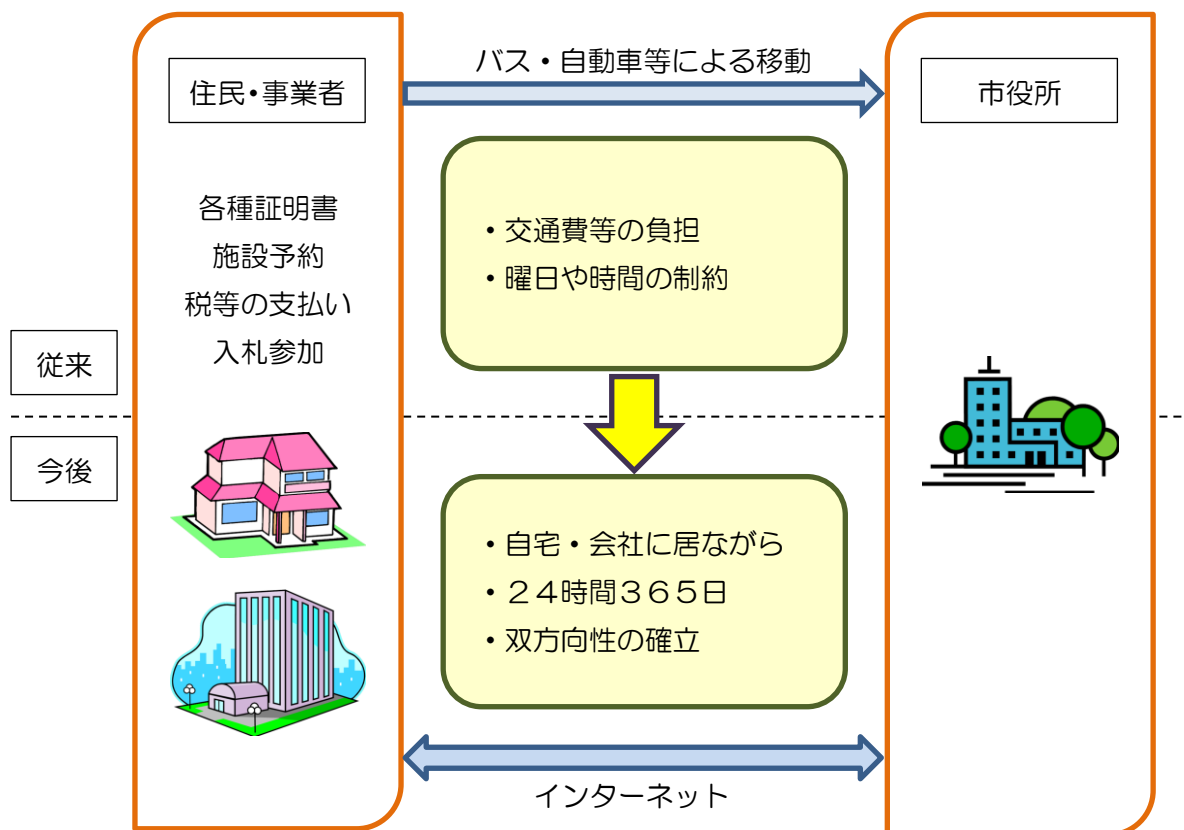 バス・自動車等による移動
住民・事業者
市役所
各種証明書
施設予約
税等の支払い
入札参加
・交通費等の負担
・曜日や時間の制約
従来
今後
・自宅・会社に居ながら
・２４時間３６５日
・双方向性の確立
インターネット